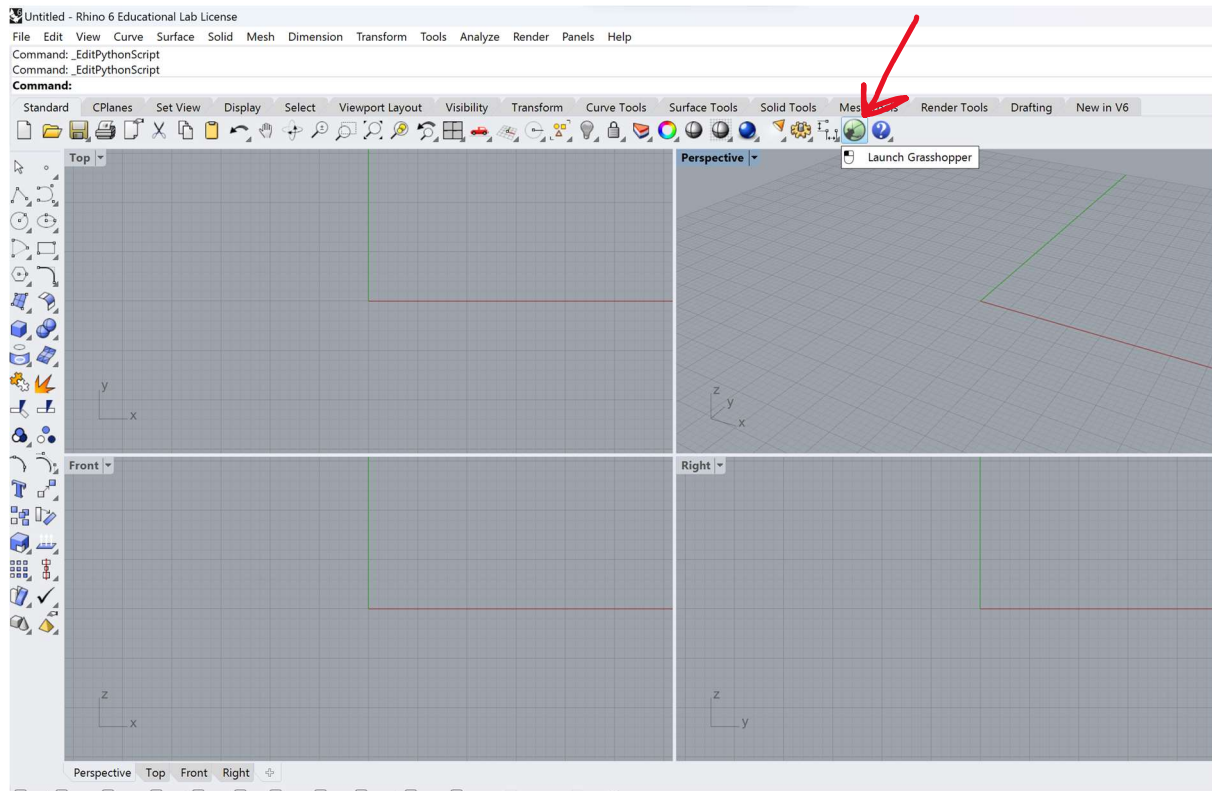 Untitled - Rhino 6 Educational Lab License
File Edit View Curve Surface Solid Mesh Dimension Transform Tools Analyze Render Panels Help
Command: _EditPythonScript
Command: _EditPythonScript
Command:
Standard CPlanes Set View Display Select Viewport Layout Visibility Transform Curve Tools Surface Tools Solid Tools Render Tools Drafting New in V6
Launch Grasshopper
Top
Perspective
y
x
z
y
x
Front
Right
z
x
z
y
Perspective Top Front Right